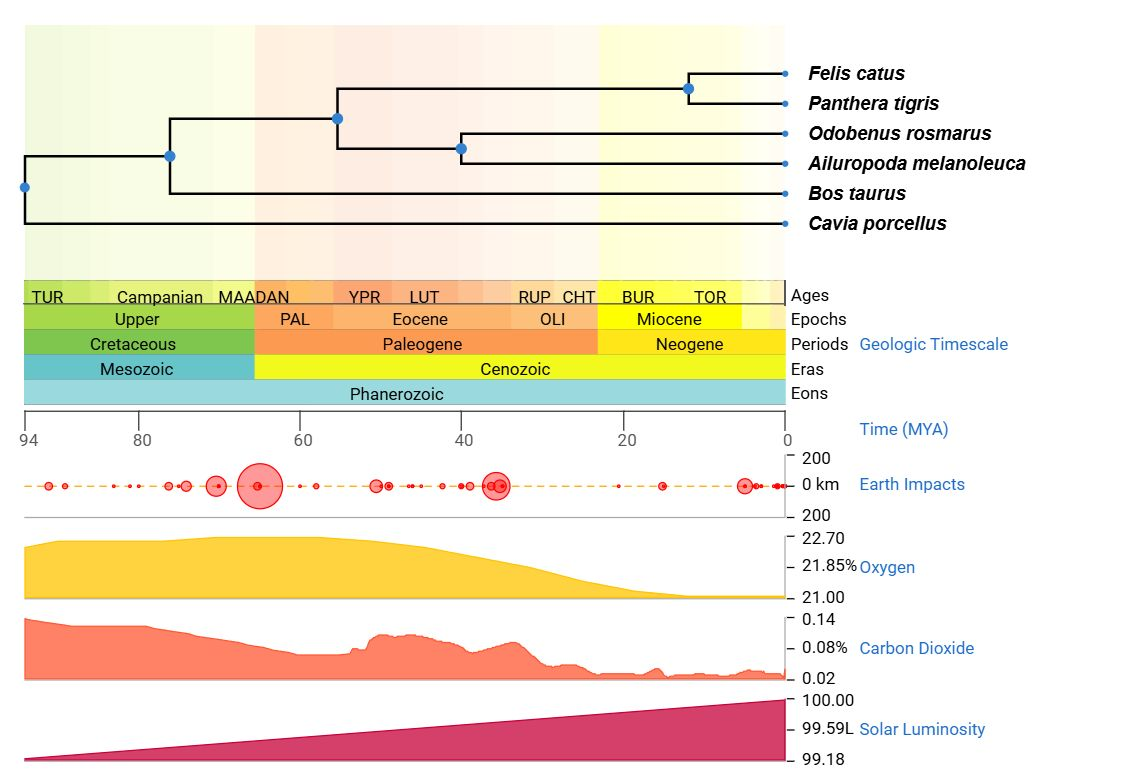 Felis catus
Panthera tigris
Odobenus rosmarus
Ailuropoda melanoleuca
Bos taurus
Cavia porcellus
TUR Campanian MAADAN YPR LUT RUP CHT BUR TOR Ages
Upper PAL Eocene OLI Miocene Epochs
Cretaceous Paleogene Neogene Periods Geologic Timescale
Mesozoic Cenozoic Eras
Phanerozoic Eons
94 80 60 40 20 0 Time (MYA)
200
0 km Earth Impacts
200
22.70
21.85% Oxygen
21.00
0.14
0.08% Carbon Dioxide
0.02
100.00
99.59L Solar Luminosity
99.18